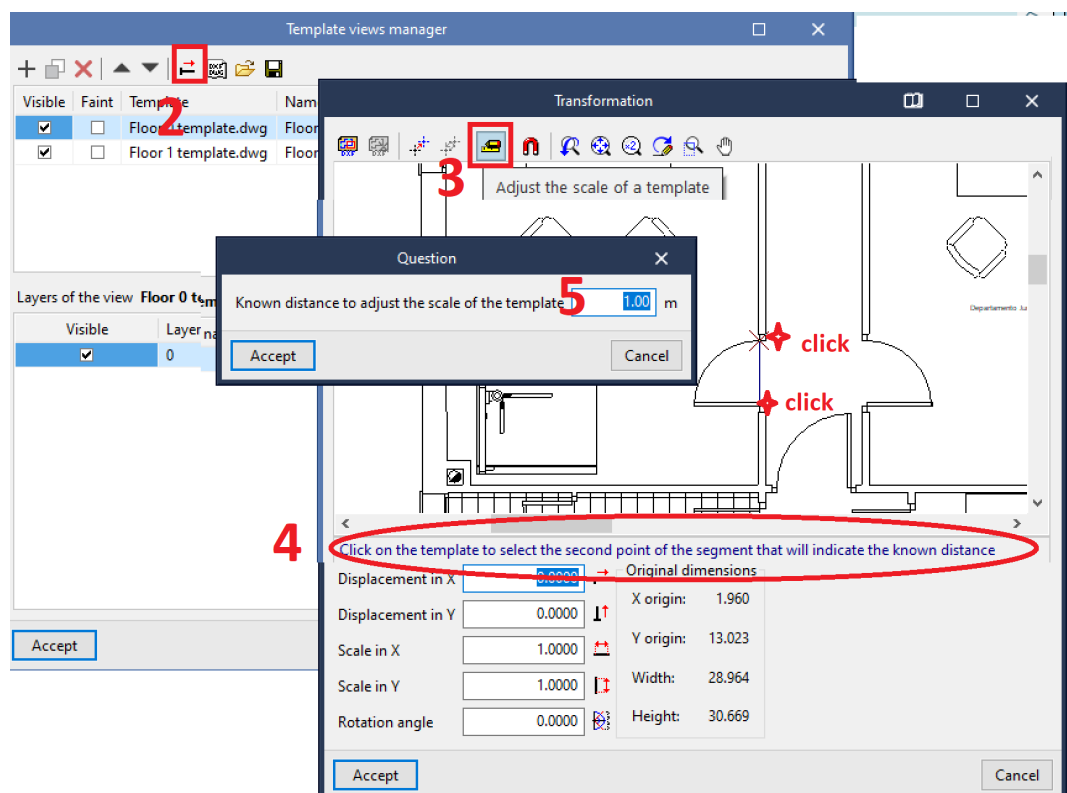 Template views manager
2
Visible Faint Template Nam
Floor template.dwg Floor
Floor 1 template.dwg Floor
Layers of the view Floor 0 tem
Visible Layer na
0
Accept
Transformation
DXF DXF
3
Adjust the scale of a template
Question
Known distance to adjust the scale of the template 5 1.00 m
Accept Cancel
Departamento Ju
click
click
4
Click on the template to select the second point of the segment that will indicate the known distance
Displacement in X 0.0000
Displacement in Y 0.0000
Scale in X 1.0000
Scale in Y 1.0000
Rotation angle 0.0000
Original dimensions
X origin: 1.960
Y origin: 13.023
Width: 28.964
Height: 30.669
Accept Cancel